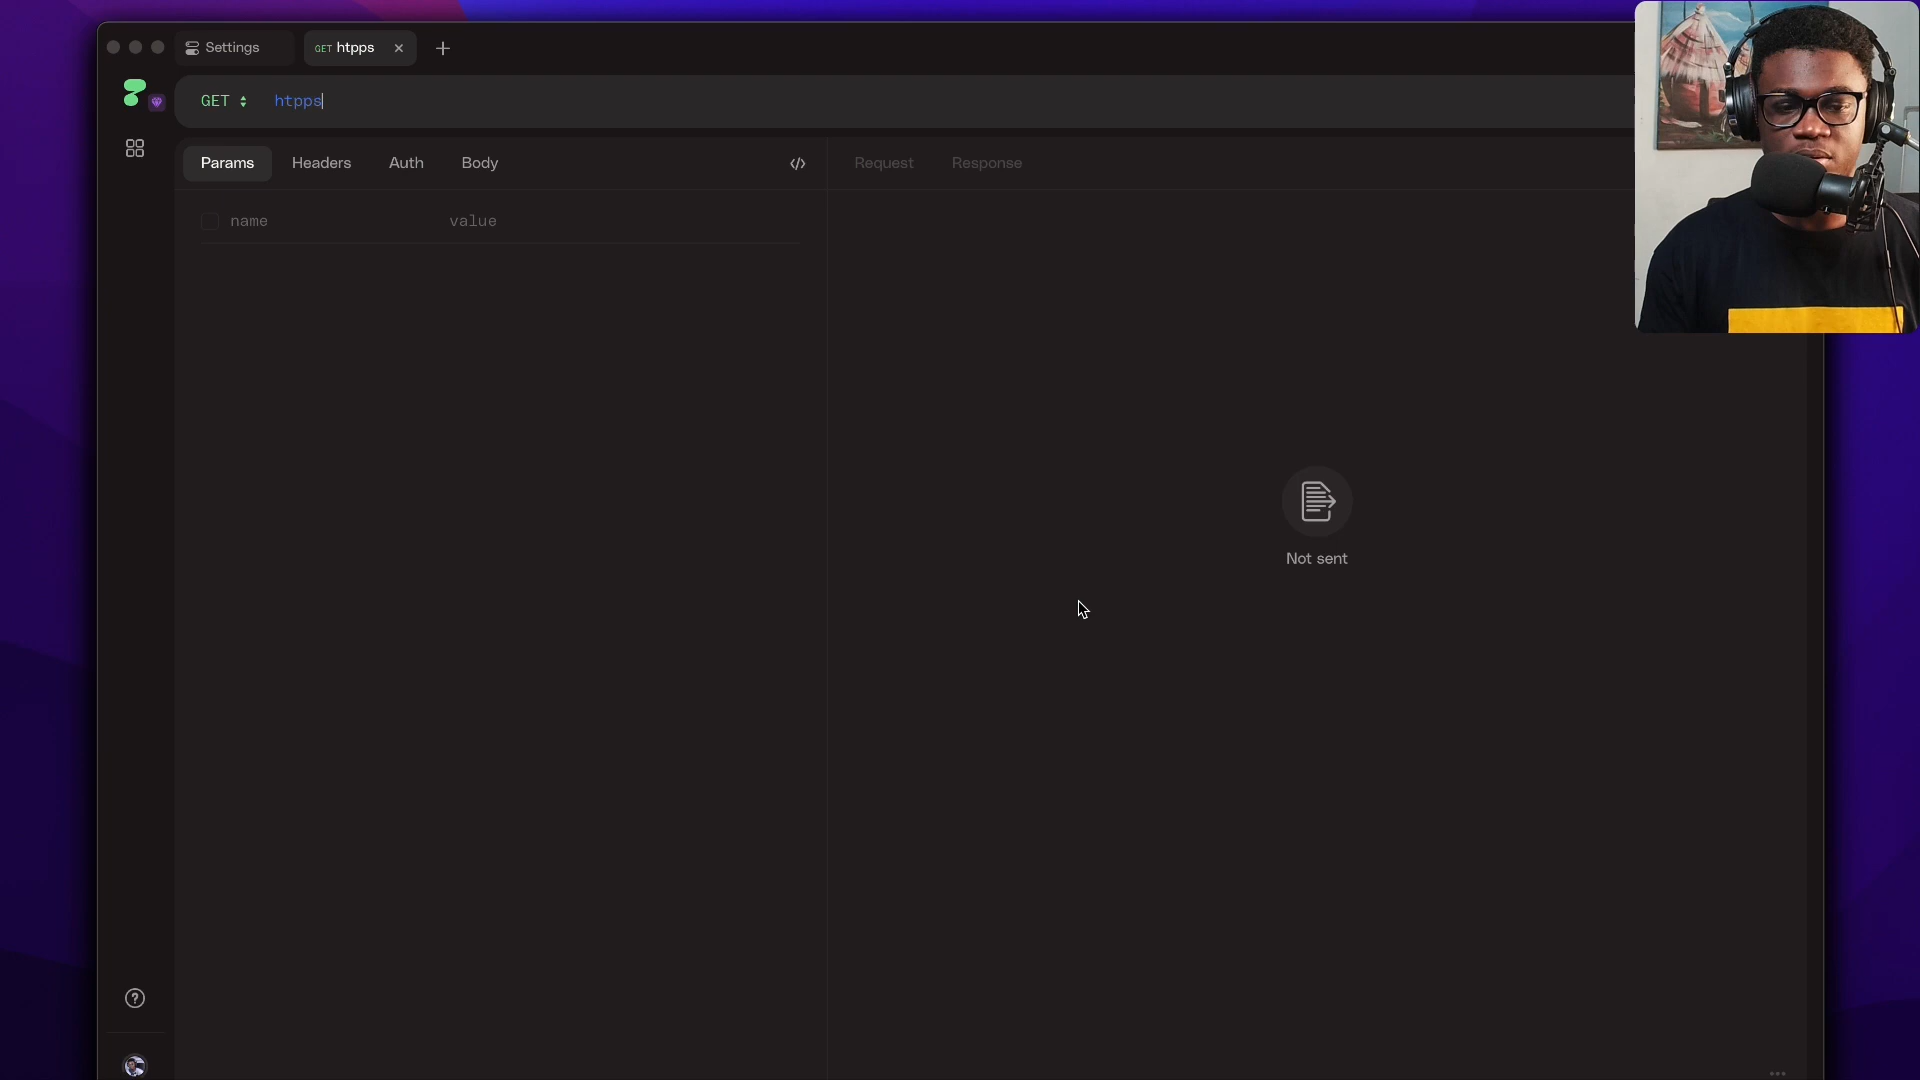 Settings
GET htpps
GET
htpps
Params
Headers
Auth
Body
Request
Response
name
value
Not sent